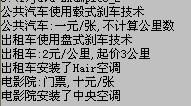 公共汽车使用毂式刹车技术
公共汽车:一元/张,不计算公里数
出租车使用盘式刹车技术
出租车:2元/公里,起价3公里
出租车安装了Hair空调
电影院:门票,十元/张
电影院安装了中央空调